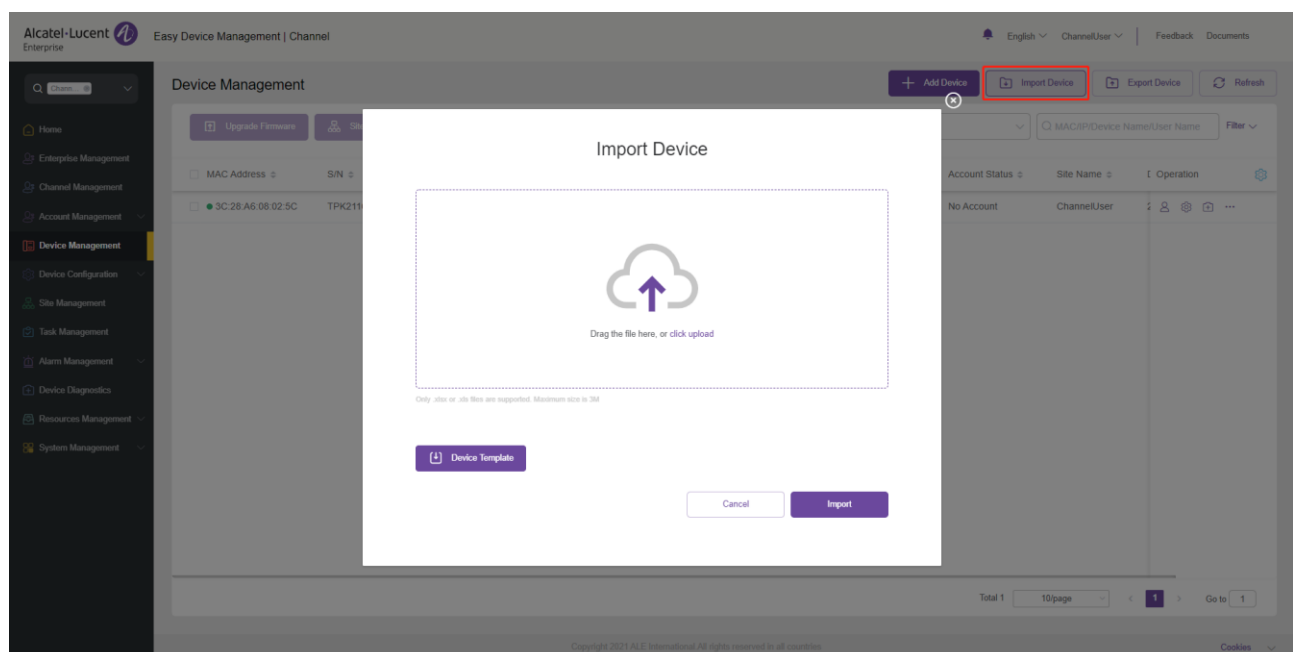 Alcatel·Lucent
Enterprise
Easy Device Management | Channel
English
ChannelUser
Feedback
Documents
Chann...
Device Management
Add Device
Import Device
Export Device
Refresh
Home
Enterprise Management
Channel Management
Account Management
Device Management
Device Configuration
Site Management
Task Management
Alarm Management
Device Diagnostics
Resources Management
System Management
Upgrade Firmware
MAC/IP/Device Name/User Name
Filter
MAC Address
S/N
Account Status
Site Name
Operation
3C:28:A6:08:02:5C
No Account
ChannelUser
Import Device
Drag the file here, or click upload
Only .xlsx or .xls files are supported. Maximum size is 3M
Device Template
Cancel
Import
Total 1
10/page
1
Go to
1
Copyright 2021 ALE International. All rights reserved in all countries.
Cookies